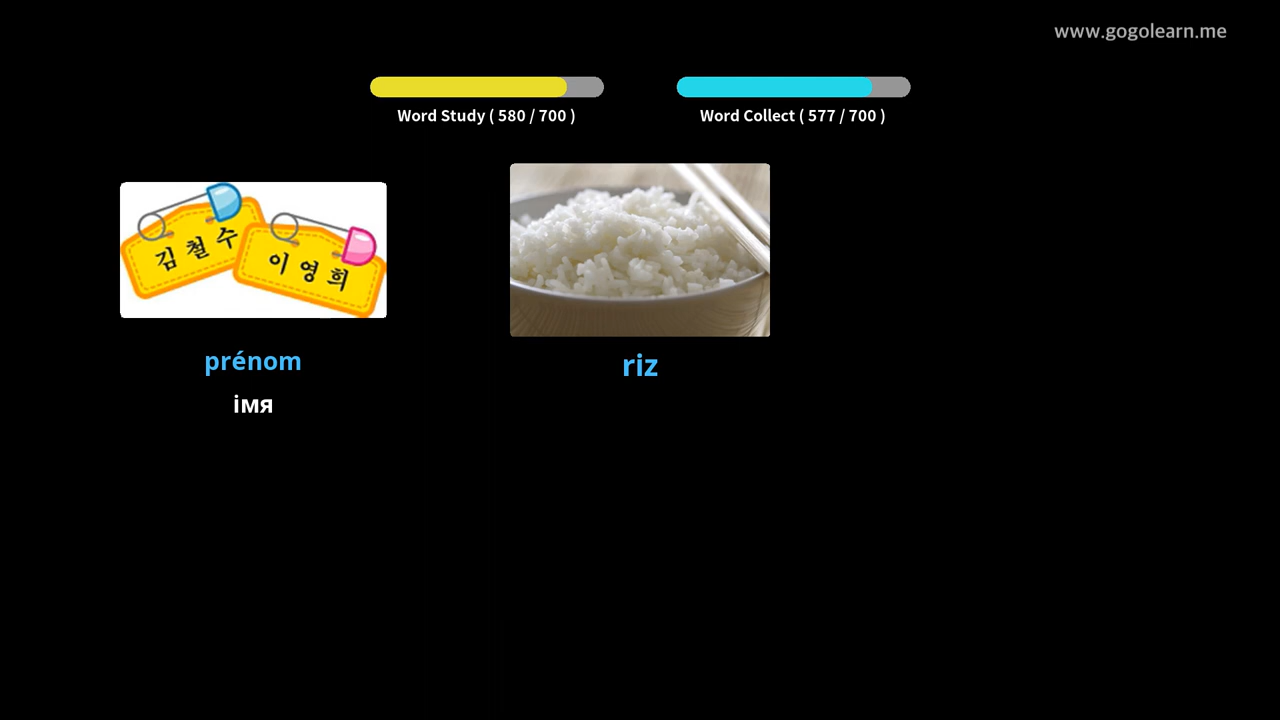 www.gogolearn.me
Word Study ( 580 / 700 )
Word Collect ( 577 / 700 )
김철수
이영희
prénom
імя
riz